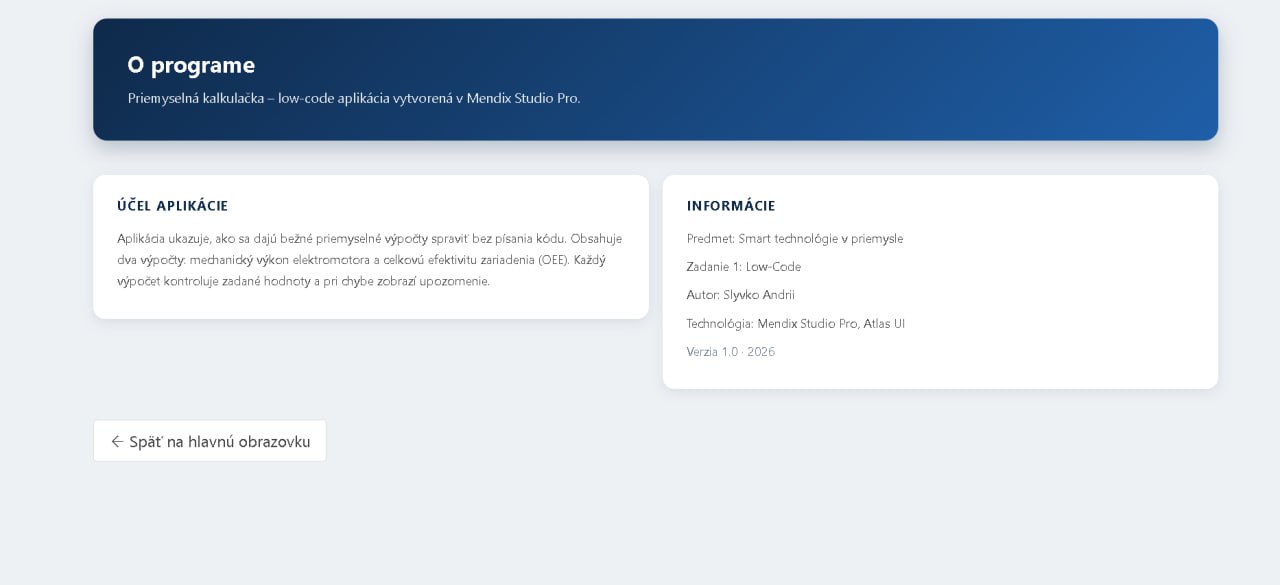 O programe
Priemyselná kalkulačka – low-code aplikácia vytvorená v Mendix Studio Pro.
ÚČEL APLIKÁCIE
Aplikácia ukazuje, ako sa dajú bežné priemyselné výpočty spraviť bez písania kódu. Obsahuje
dva výpočty: mechanický výkon elektromotora a celkovú efektivitu zariadenia (OEE). Každý
výpočet kontroluje zadané hodnoty a pri chybe zobrazí upozornenie.
INFORMÁCIE
Predmet: Smart technológie v priemysle
Zadanie 1: Low-Code
Autor: Slyvko Andrii
Technológia: Mendix Studio Pro, Atlas UI
Verzia 1.0 · 2026
← Späť na hlavnú obrazovku